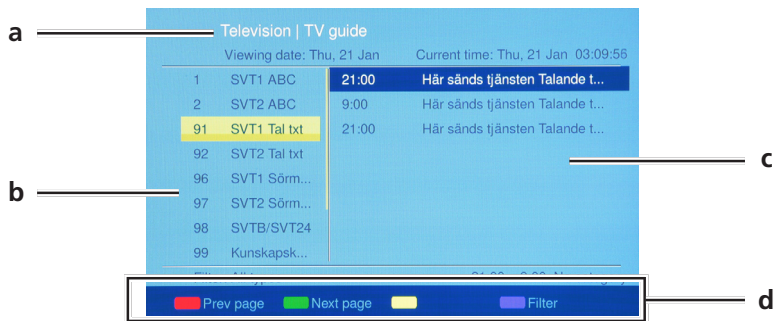 a
Television | TV guide
Viewing date: Thu, 21 Jan Current time: Thu, 21 Jan 03:09:56
1 SVT1 ABC 21:00 Här sänds tjänsten Talande t...
2 SVT2 ABC 9:00 Här sänds tjänsten Talande t...
91 SVT1 Tal txt 21:00 Här sänds tjänsten Talande t...
92 SVT2 Tal txt
c
96 SVT1 Sörm...
b
97 SVT2 Sörm...
98 SVTB/SVT24
99 Kunskapsk...
d
Prev page Next page Filter